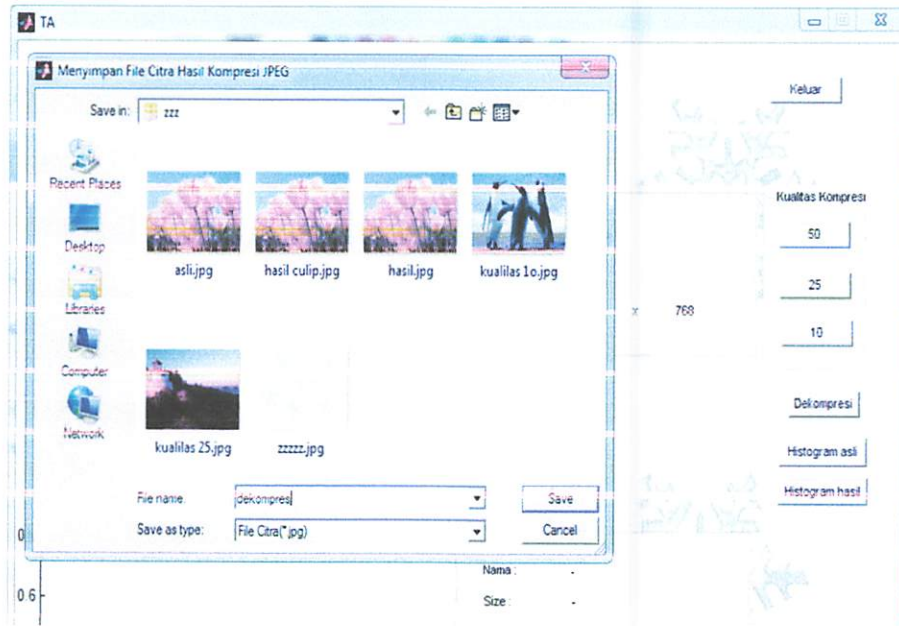 TA
Menyimpan File Citra Hasil Kompresi JPEG
Save in: zzz
Recent Places
Desktop
Libraries
Computer
Network
asli.jpg hasil culip.jpg hasil.jpg kualilas 1o.jpg
kualilas 25.jpg zzzzz.jpg
File name: dekompres
Save as type: File Citra(*.jpg)
Save
Cancel
Keluar
Kualitas Kompresi
50
25
10
x 768
Dekompresi
Histogram asli
Histogram hasil
0
0.6
Nama : -
Size : -